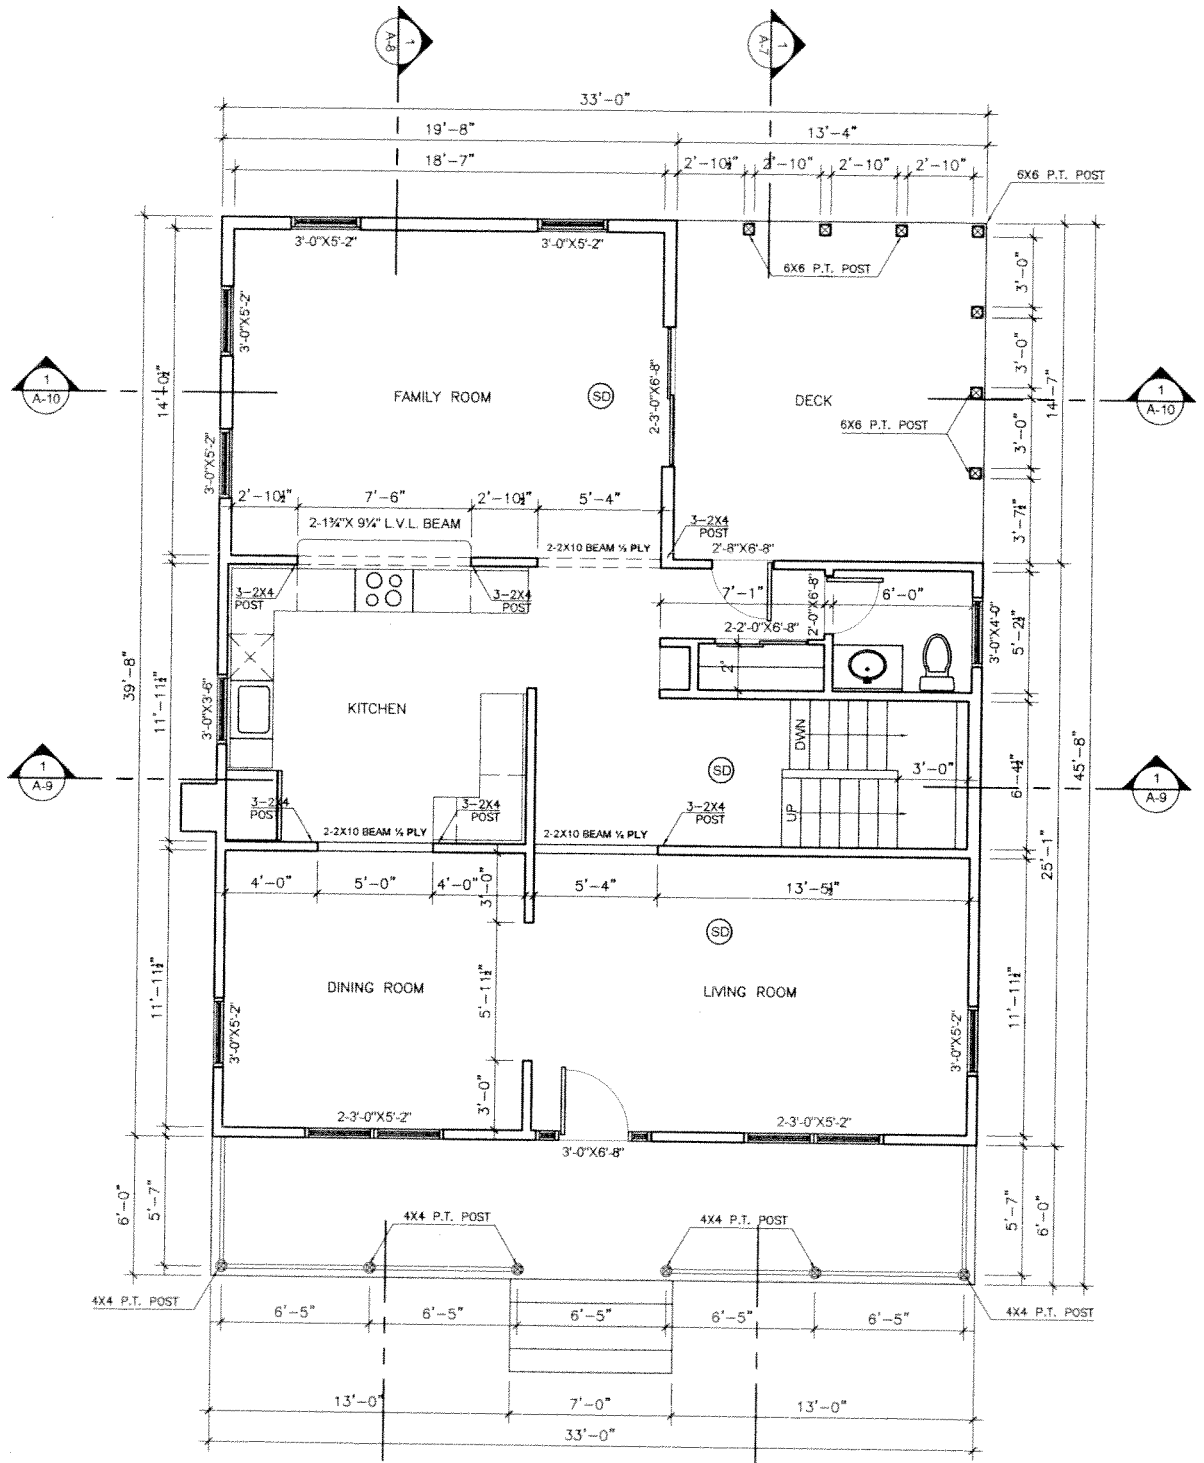 1
A-8
1
A-7
33'-0"
19'-8"
13'-4"
18'-7"
2'-10½"
2'-10"
2'-10"
2'-10"
6X6 P.T. POST
3'-0"X5'-2"
3'-0"X5'-2"
6X6 P.T. POST
3'-0"
3'-0"X5'-2"
14'-0½"
3'-0"
1
A-10
FAMILY ROOM
SD
2-3'-0"X6'-8"
DECK
14'-7"
1
A-10
6X6 P.T. POST
3'-0"
3'-0"X5'-2"
2'-10½"
7'-6"
2'-10½"
5'-4"
3'-7½"
2-1¾"X 9¼" L.V.L. BEAM
3-2X4
POST
2-2X10 BEAM ½ PLY
2'-8"X6'-8"
3-2X4
POST
3-2X4
POST
7'-1"
2'-0"X6'-8"
6'-0"
2-2'-0"X6'-8"
3'-0"X4'-0"
5'-2½"
2'
39'-8"
11'-11½"
3'-0"X3'-6"
KITCHEN
DWN
45'-8"
1
A-9
SD
3'-0"
6'-4½"
1
A-9
UP
3-2X4
POST
3-2X4
POST
3-2X4
POST
2-2X10 BEAM ½ PLY
2-2X10 BEAM ½ PLY
25'-1"
4'-0"
5'-0"
4'-0"
3'-0"
5'-4"
13'-5½"
SD
11'-11½"
DINING ROOM
5'-11½"
LIVING ROOM
11'-11½"
3'-0"X5'-2"
3'-0"X5'-2"
3'-0"
2-3'-0"X5'-2"
2-3'-0"X5'-2"
3'-0"X6'-8"
6'-0"
5'-7"
5'-7"
6'-0"
4X4 P.T. POST
4X4 P.T. POST
4X4 P.T. POST
4X4 P.T. POST
6'-5"
6'-5"
6'-5"
6'-5"
6'-5"
13'-0"
7'-0"
13'-0"
33'-0"